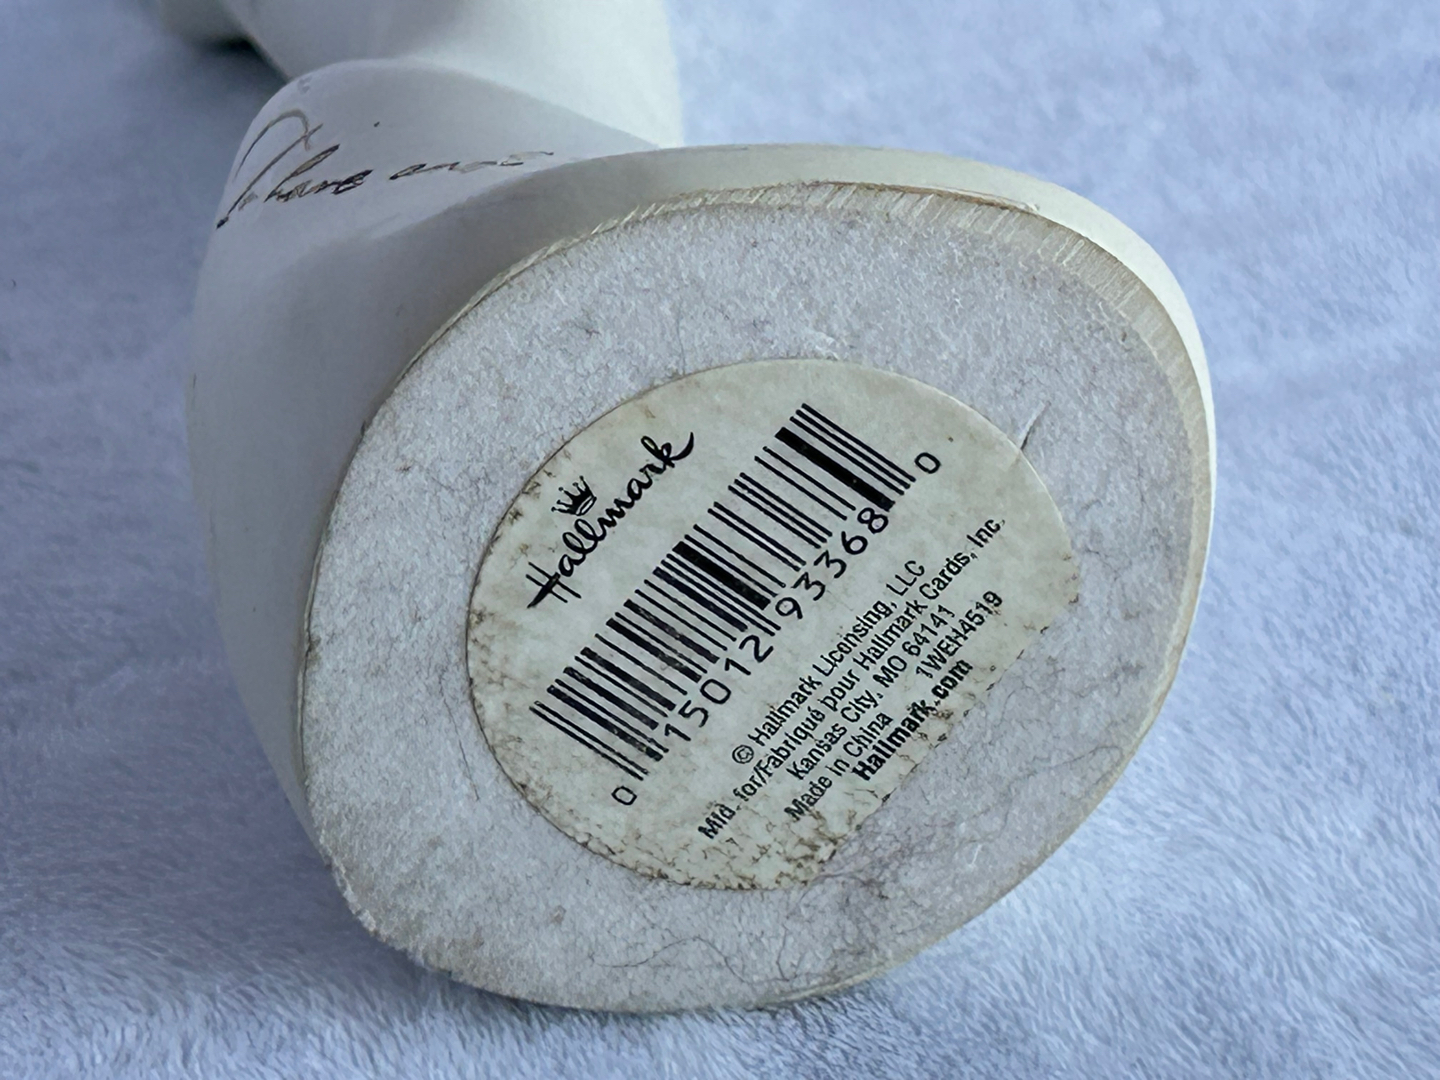 Hallmark
0 15012 93368 0
© Hallmark Licensing, LLC
Mfd. for/Fabriqué pour Hallmark Cards, Inc.
Kansas City, MO 64141
Made in China 1WEH4519
Hallmark.com